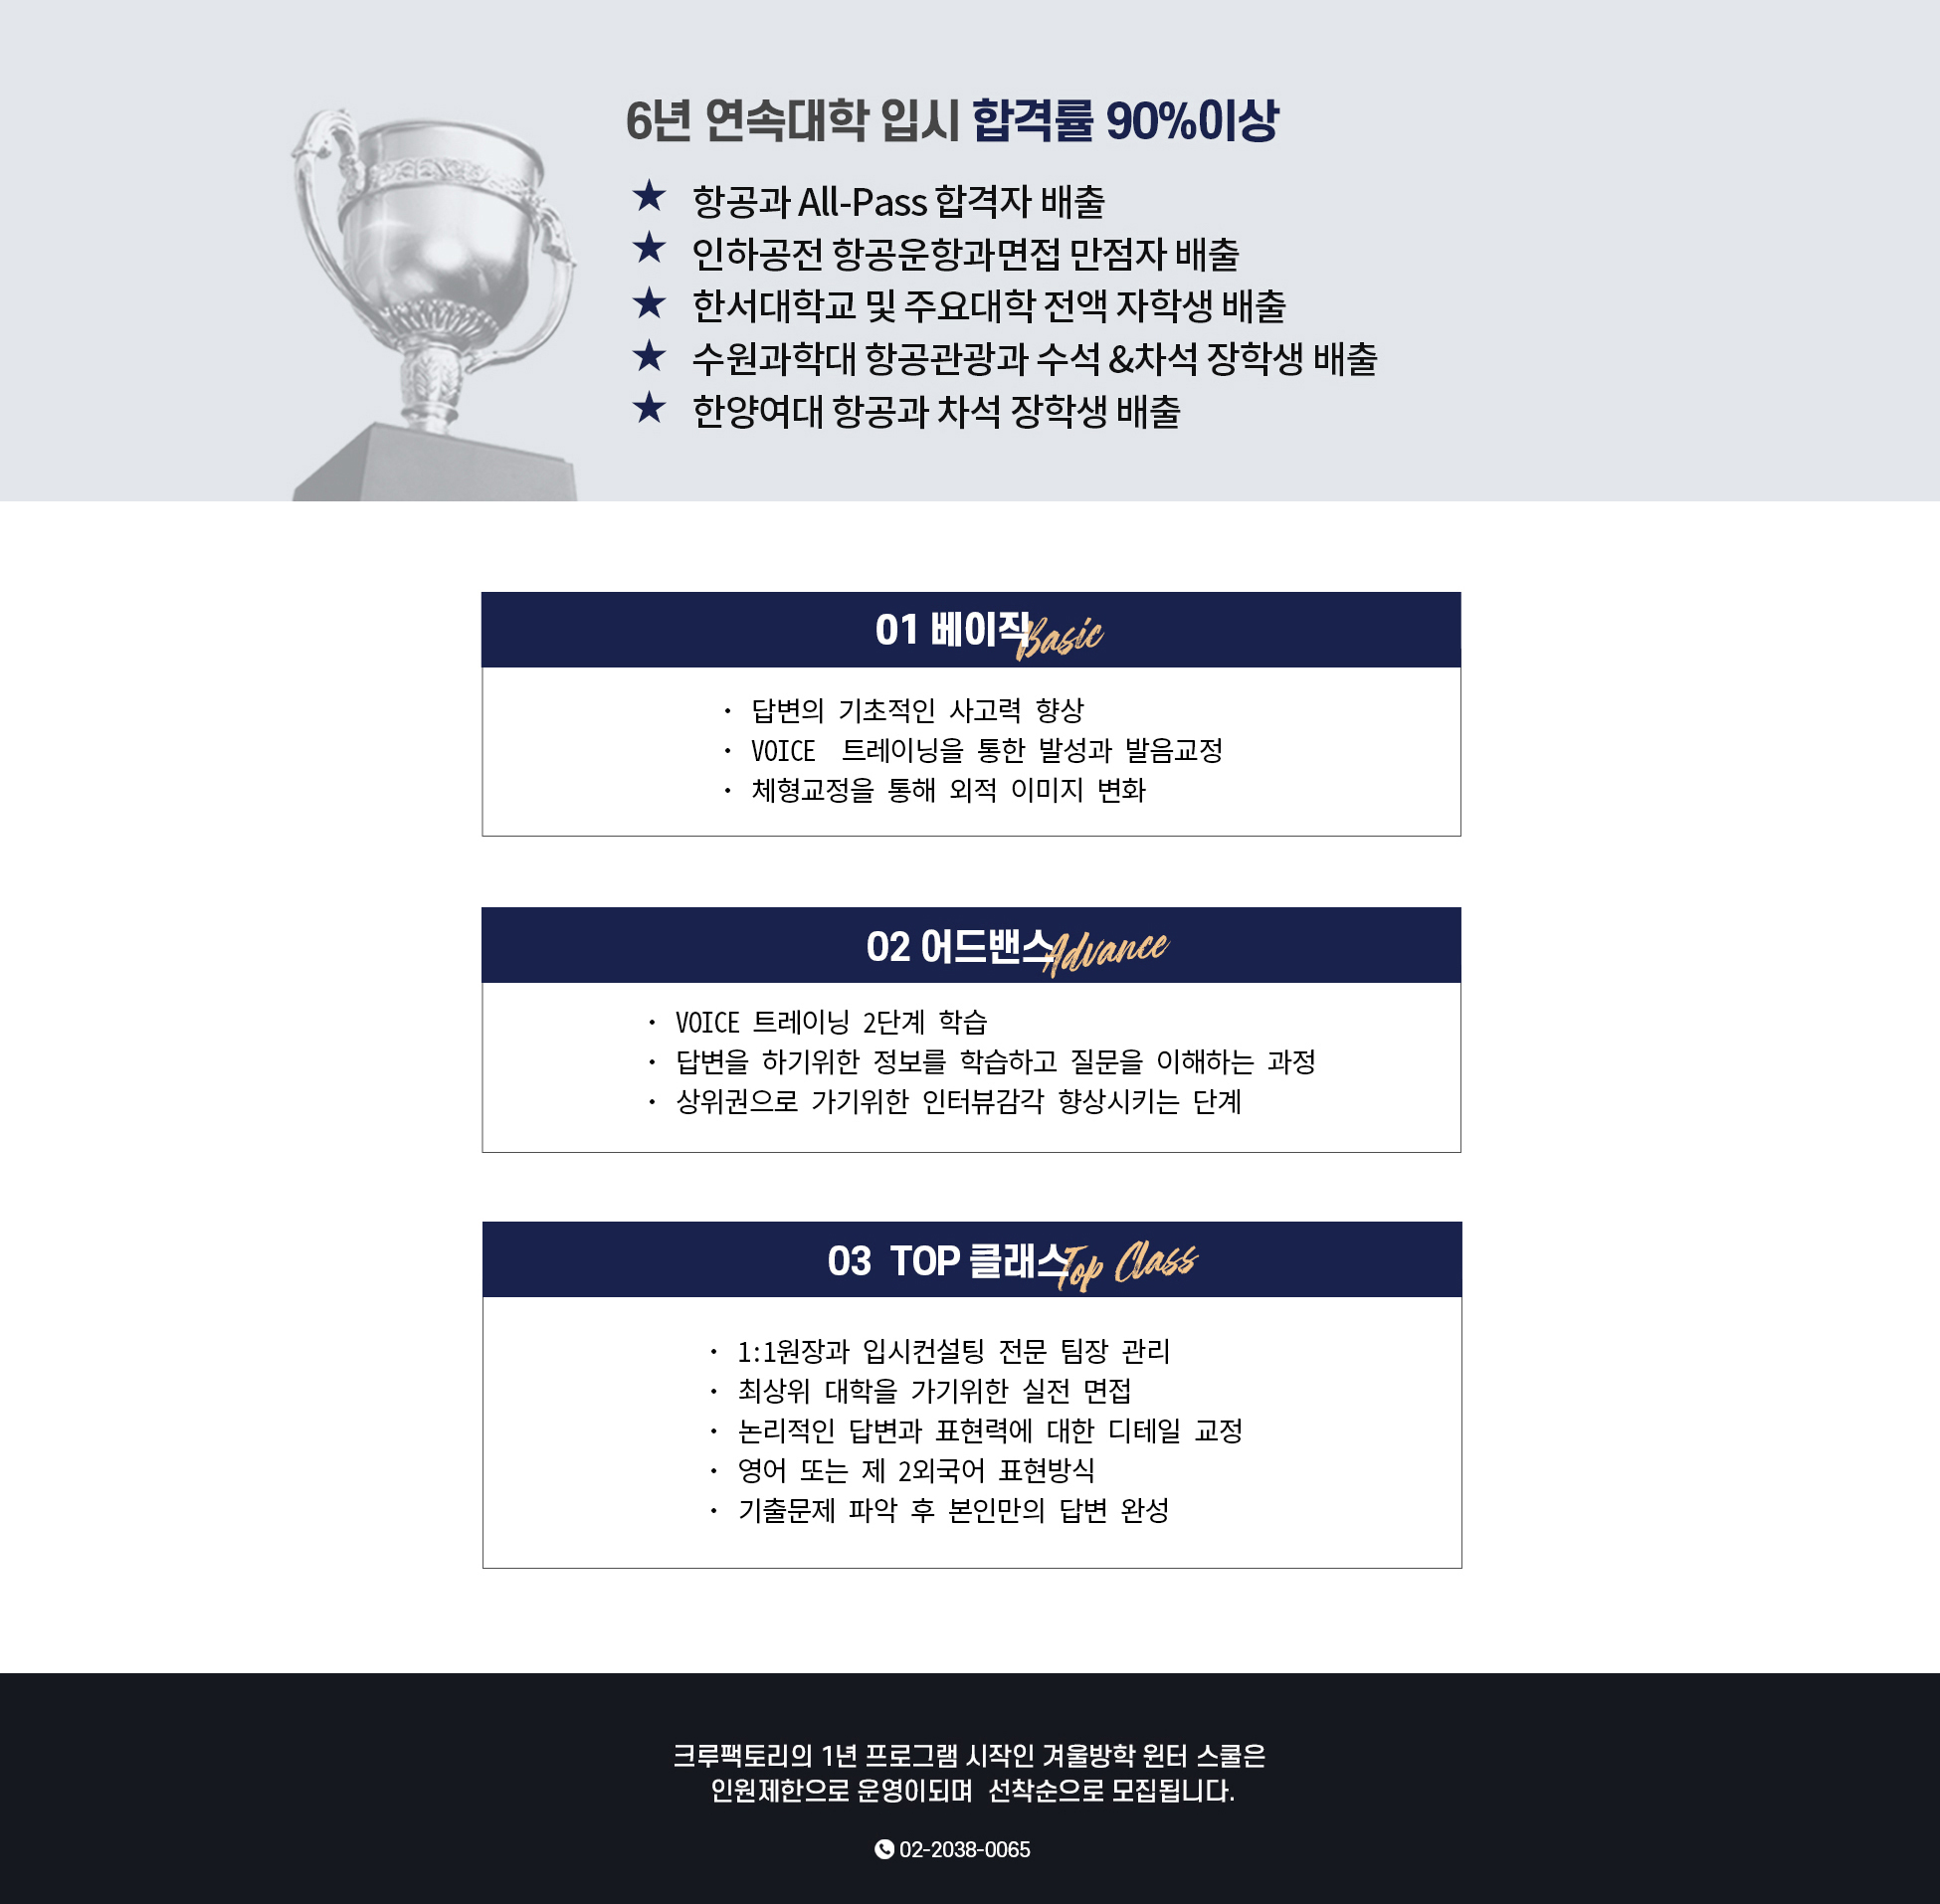 6년 연속대학 입시 합격률 90%이상
★ 항공과 All-Pass 합격자 배출
★ 인하공전 항공운항과면접 만점자 배출
★ 한서대학교 및 주요대학 전액 자학생 배출
★ 수원과학대 항공관광과 수석 &차석 장학생 배출
★ 한양여대 항공과 차석 장학생 배출
01 베이직 Basic
· 답변의 기초적인 사고력 향상
· VOICE 트레이닝을 통한 발성과 발음교정
· 체형교정을 통해 외적 이미지 변화
02 어드밴스 Advance
· VOICE 트레이닝 2단계 학습
· 답변을 하기위한 정보를 학습하고 질문을 이해하는 과정
· 상위권으로 가기위한 인터뷰감각 향상시키는 단계
03 TOP 클래스 Top Class
· 1:1원장과 입시컨설팅 전문 팀장 관리
· 최상위 대학을 가기위한 실전 면접
· 논리적인 답변과 표현력에 대한 디테일 교정
· 영어 또는 제 2외국어 표현방식
· 기출문제 파악 후 본인만의 답변 완성
크루팩토리의 1년 프로그램 시작인 겨울방학 윈터 스쿨은
인원제한으로 운영이되며 선착순으로 모집됩니다.
02-2038-0065